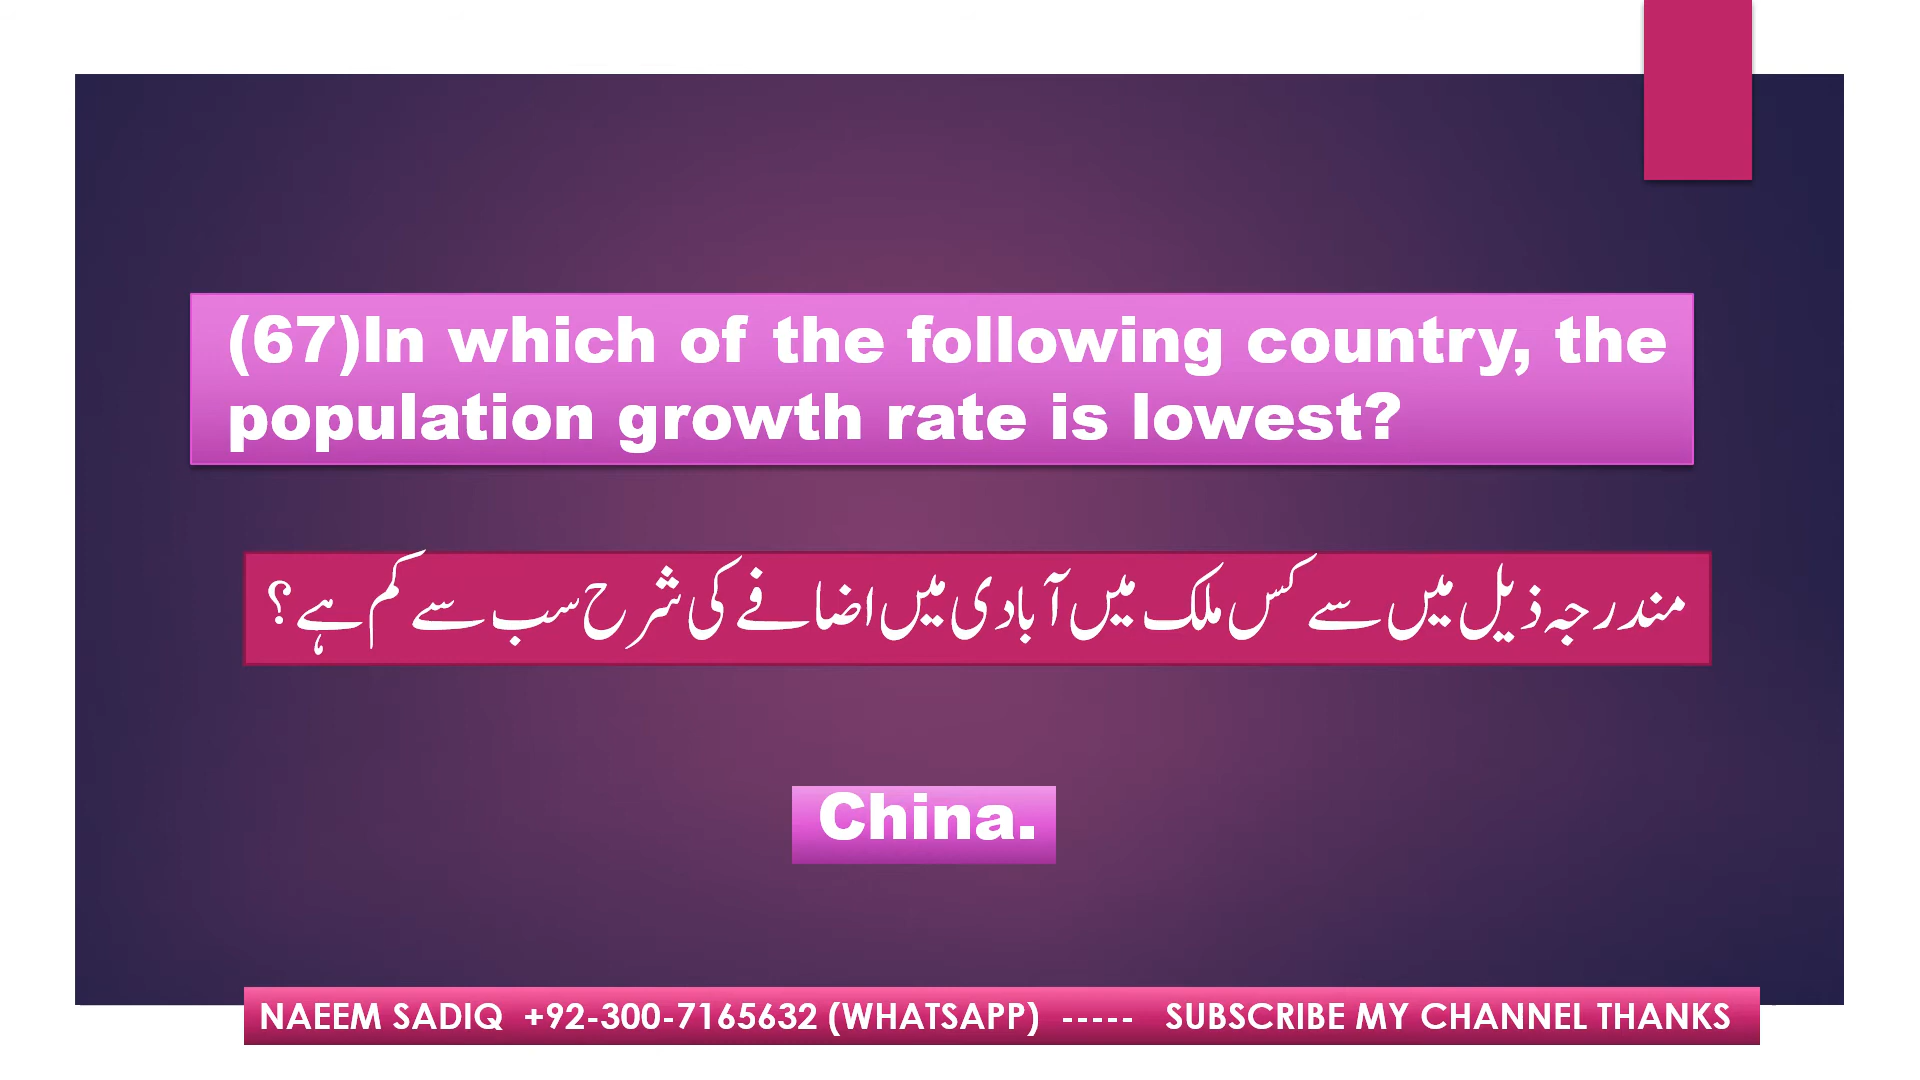 (67)In which of the following country, the
population growth rate is lowest?
مندرجہ ذیل میں سے کس ملک میں آبادی میں اضافے کی شرح سب سے کم ہے؟
China.
NAEEM SADIQ +92-300-7165632 (WHATSAPP) ----- SUBSCRIBE MY CHANNEL THANKS